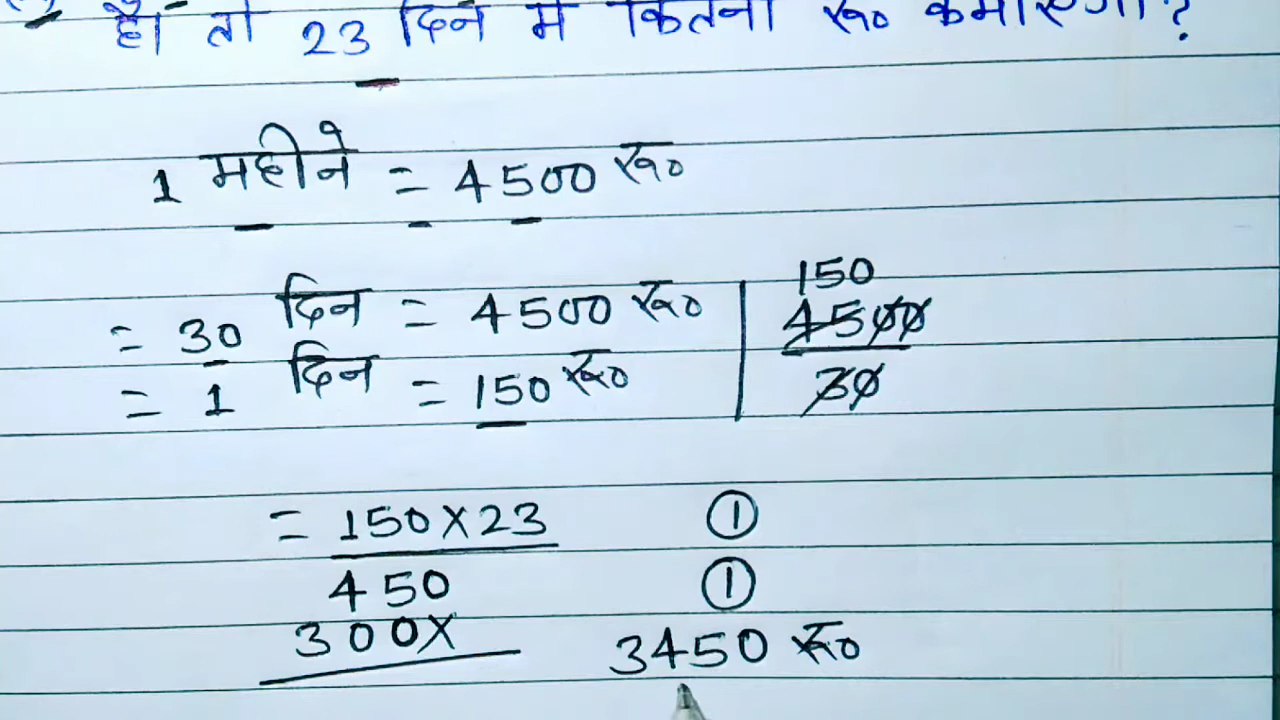 हो तो 23 दिन में कितना रू० कमाएगा?
1 महीने = 4500 रू०
150
= 30 दिन = 4500 रू० | 4500
= 1 दिन = 150 रू० | 30
= 150×23 ①
450 ①
300× 3450 रू०